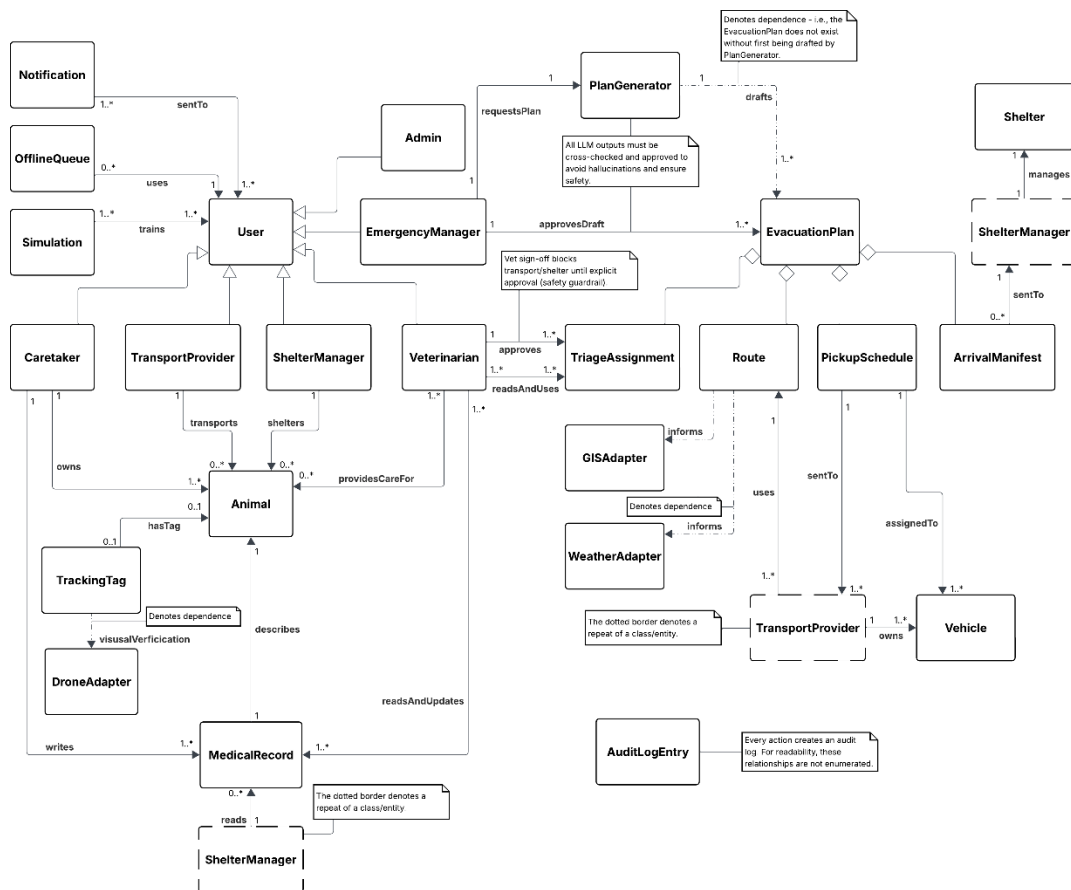 Denotes dependence - i.e., the
EvacuationPlan does not exist
without first being drafted by
PlanGenerator.
Notification
1..*
sentTo
1
PlanGenerator
1
drafts
requestsPlan
Shelter
Admin
OfflineQueue
0..*
uses
1
1..*
All LLM outputs must be
cross-checked and approved to
avoid hallucinations and ensure
safety.
1..*
1
manages
1
1
Simulation
1..*
trains
1..*
User
EmergencyManager
1
approvesDraft
1..*
EvacuationPlan
ShelterManager
Vet sign-off blocks
transport/shelter until explicit
approval (safety guardrail).
1
sentTo
0..*
Caretaker
TransportProvider
ShelterManager
Veterinarian
1
approves
1..*
1..*
readsAndUses
1..*
TriageAssignment
Route
PickupSchedule
ArrivalManifest
1
1
1
1
1..*
1..*
1
1
1
transports
shelters
informs
GISAdapter
owns
0..*
0..*
1..*
0..*
providesCareFor
Animal
uses
sentTo
0..1
hasTag
0..1
1
Denotes dependence
informs
WeatherAdapter
assignedTo
TrackingTag
Denotes dependence
visusalVerficication
describes
1..*
1..*
1..*
The dotted border denotes a
repeat of a class/entity.
TransportProvider
1
1..*
owns
Vehicle
DroneAdapter
readsAndUpdates
1
writes
1..*
MedicalRecord
1..*
AuditLogEntry
Every action creates an audit
log. For readability, these
relationships are not enumerated.
0..*
reads
1
The dotted border denotes a
repeat of a class/entity
ShelterManager